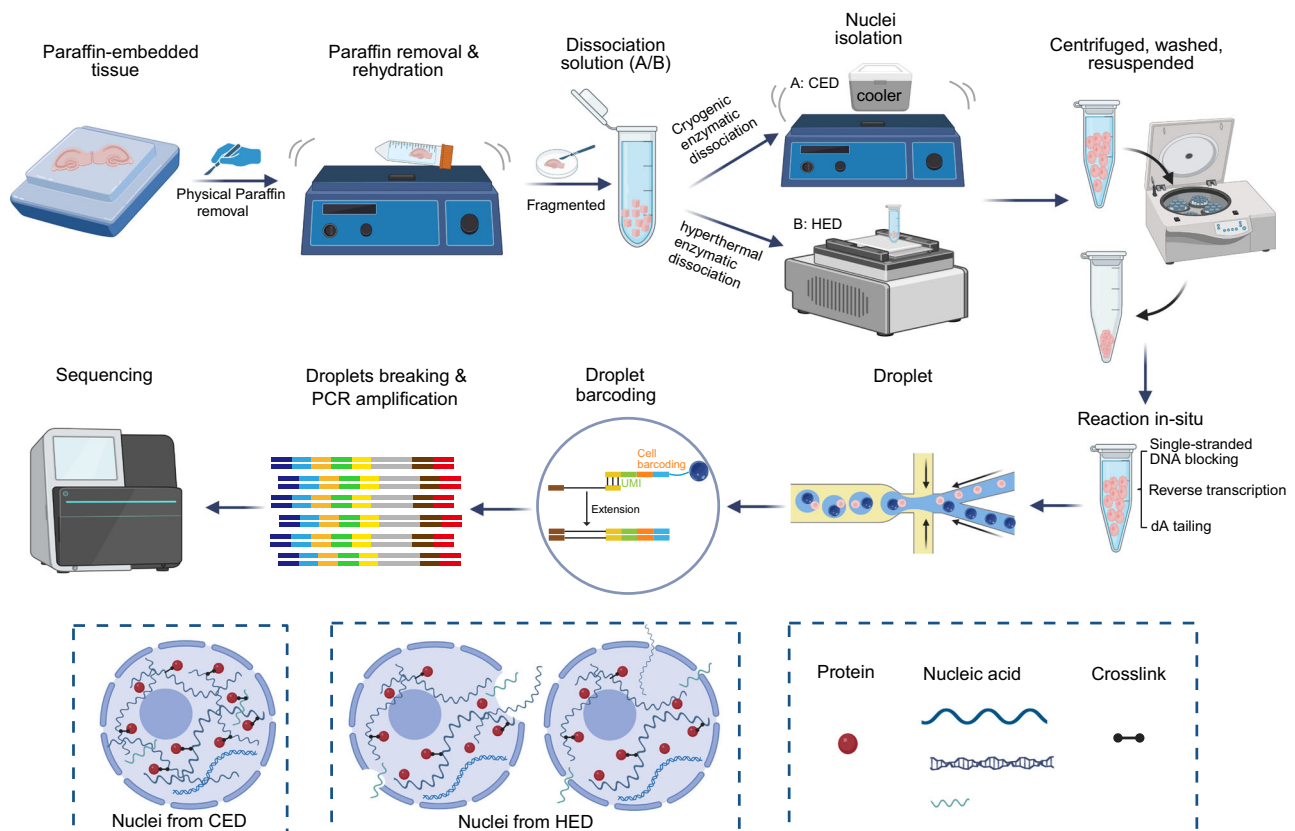 Paraffin-embedded
tissue
Physical Paraffin
removal
Paraffin removal &
rehydration
Fragmented
Dissociation
solution (A/B)
Cryogenic
enzymatic
dissociation
hyperthermal
enzymatic
dissociation
Nuclei
isolation
A: CED
cooler
B: HED
Centrifuged, washed,
resuspended
Sequencing
Droplets breaking &
PCR amplification
Droplet
barcoding
Cell
barcoding
UMI
Extension
Droplet
Reaction in-situ
Single-stranded
DNA blocking
Reverse transcription
dA tailing
Nuclei from CED
Nuclei from HED
Protein
Nucleic acid
Crosslink